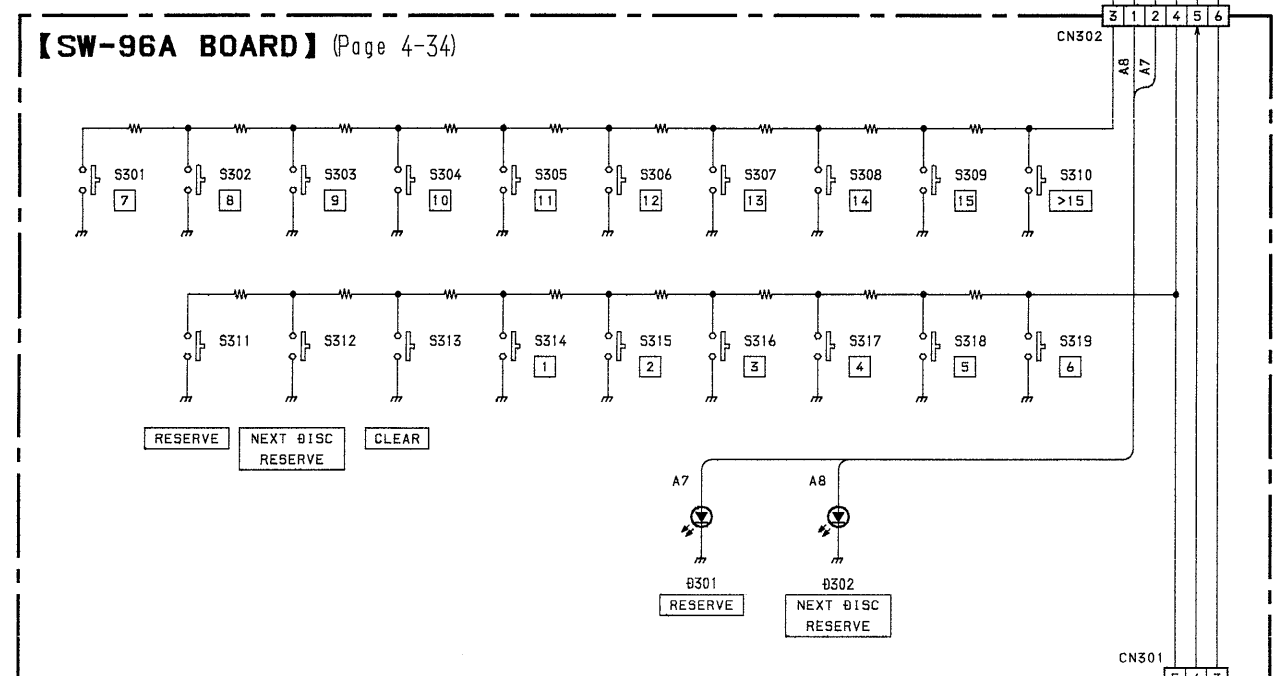 3 1 2 4 5 6
【SW-96A BOARD】 (Page 4-34)
CN302
A8 A7
S301 S302 S303 S304 S305 S306 S307 S308 S309 S310
7 8 9 10 11 12 13 14 15 >15
S311 S312 S313 S314 S315 S316 S317 S318 S319
1 2 3 4 5 6
RESERVE NEXT DISC CLEAR
RESERVE
A7 A8
D301 D302
RESERVE NEXT DISC
RESERVE
CN301